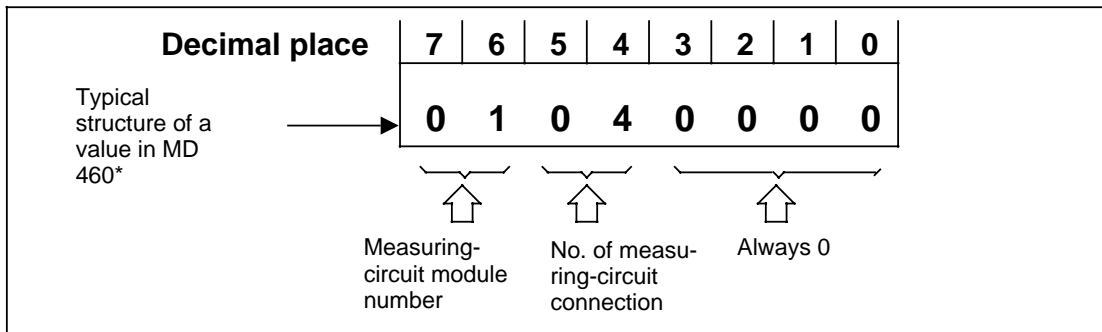 Decimal place 7 6 5 4 3 2 1 0
Typical
structure of a
value in MD
460*
0 1 0 4 0 0 0 0
Measuring-
circuit module
number
No. of measu-
ring-circuit
connection
Always 0